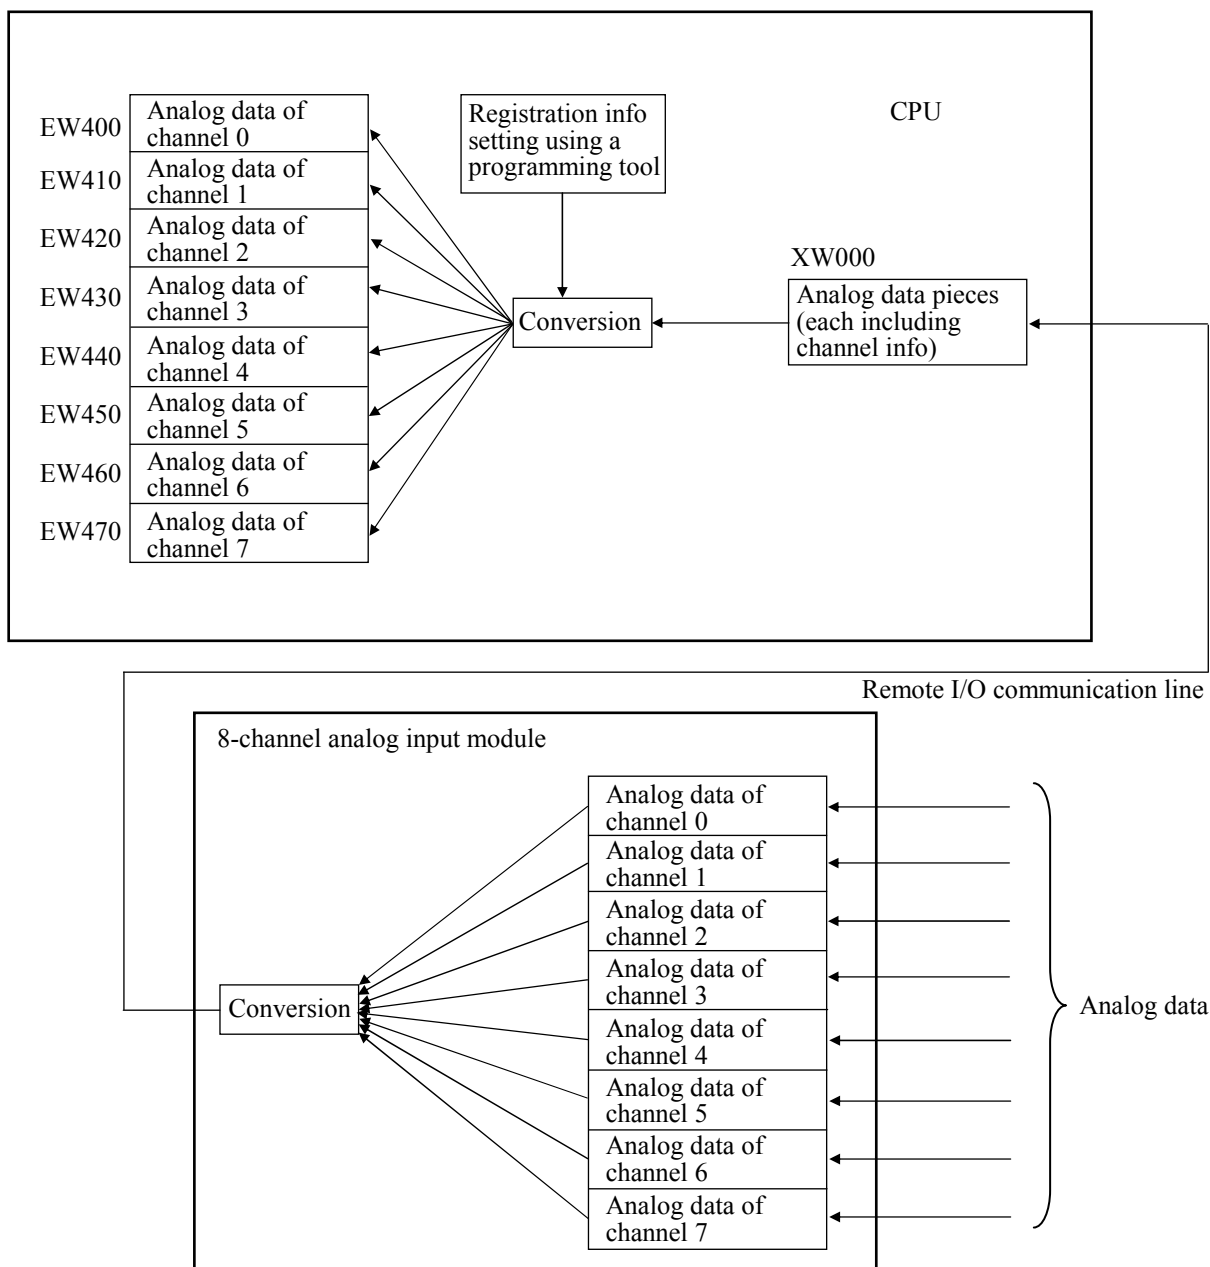 CPU
EW400
Analog data of
channel 0
EW410
Analog data of
channel 1
EW420
Analog data of
channel 2
EW430
Analog data of
channel 3
EW440
Analog data of
channel 4
EW450
Analog data of
channel 5
EW460
Analog data of
channel 6
EW470
Analog data of
channel 7
Registration info
setting using a
programming tool
Conversion
XW000
Analog data pieces
(each including
channel info)
Remote I/O communication line
8-channel analog input module
Analog data of
channel 0
Analog data of
channel 1
Analog data of
channel 2
Analog data of
channel 3
Analog data of
channel 4
Analog data of
channel 5
Analog data of
channel 6
Analog data of
channel 7
Conversion
Analog data